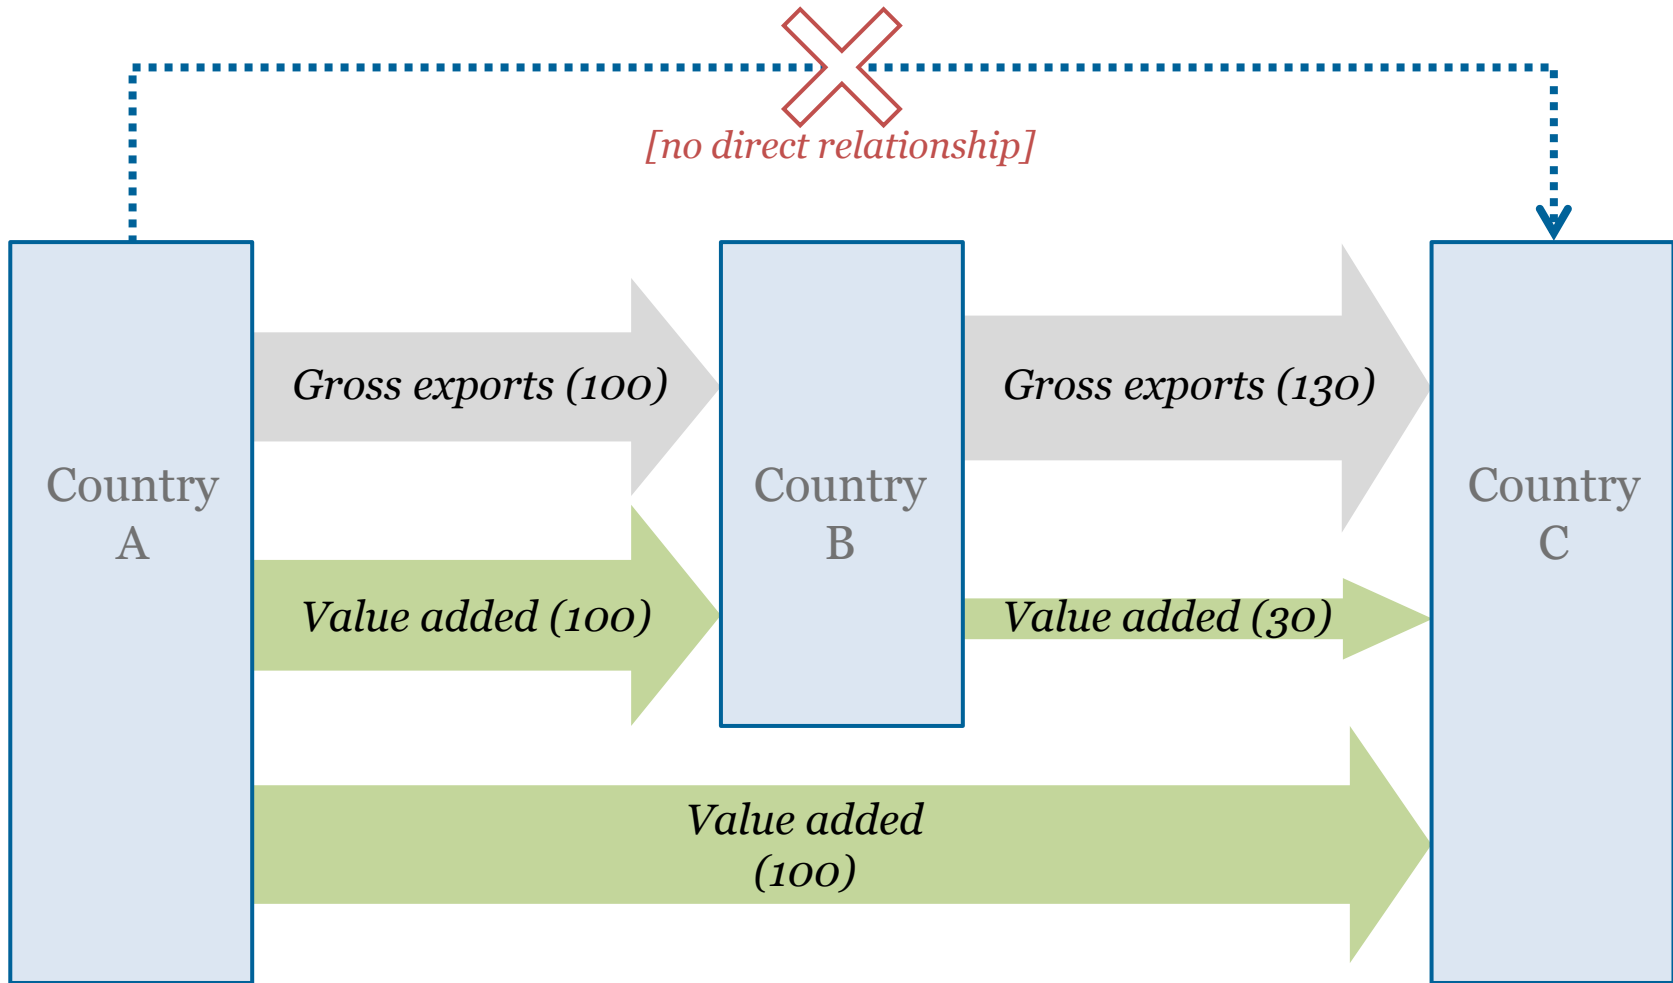 [no direct relationship]
Gross exports (100)
Gross exports (130)
Country
A
Country
B
Country
C
Value added (100)
Value added (30)
Value added
(100)